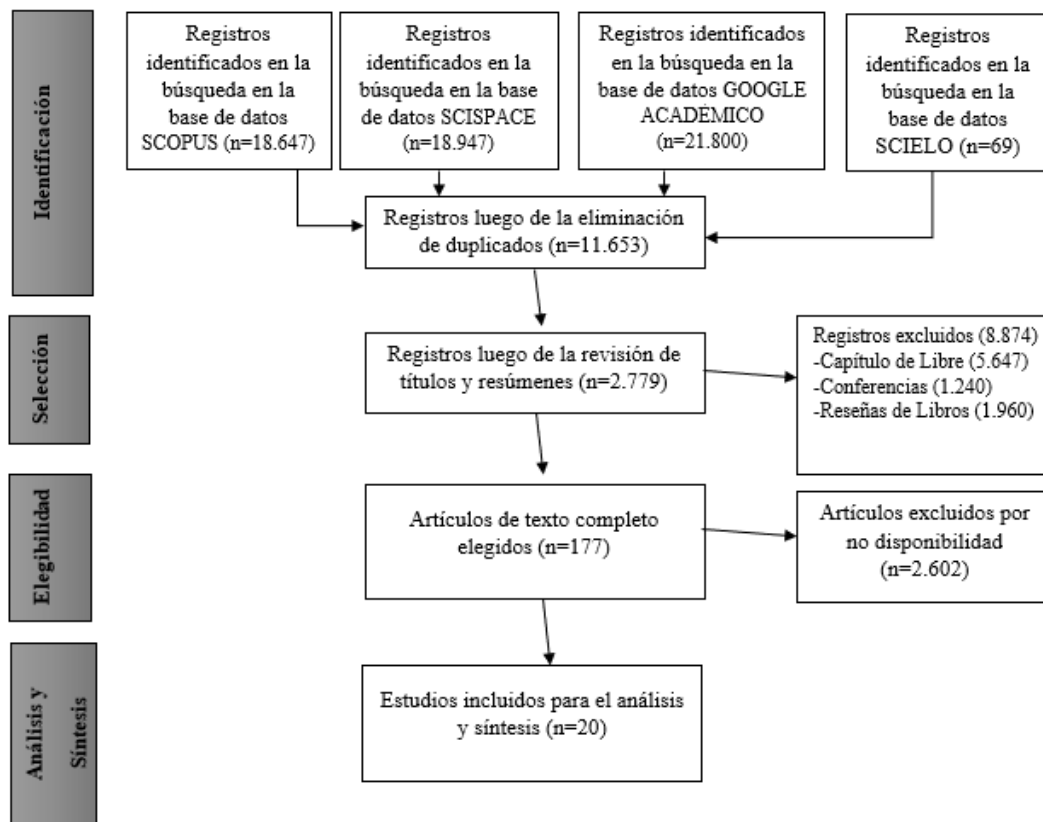 Identificación
Registros
identificados en la
búsqueda en la
base de datos
SCOPUS (n=18.647)
Registros
identificados en la
búsqueda en la base
de datos SCISPACE
(n=18.947)
Registros identificados
en la búsqueda en la
base de datos GOOGLE
ACADÉMICO
(n=21.800)
Registros
identificados en la
búsqueda en la
base de datos
SCIELO (n=69)
Registros luego de la eliminación
de duplicados (n=11.653)
Selección
Registros luego de la revisión de
títulos y resúmenes (n=2.779)
Registros excluidos (8.874)
-Capítulo de Libre (5.647)
-Conferencias (1.240)
-Reseñas de Libros (1.960)
Elegibilidad
Artículos de texto completo
elegidos (n=177)
Artículos excluidos por
no disponibilidad
(n=2.602)
Análisis y
Síntesis
Estudios incluidos para el análisis
y síntesis (n=20)